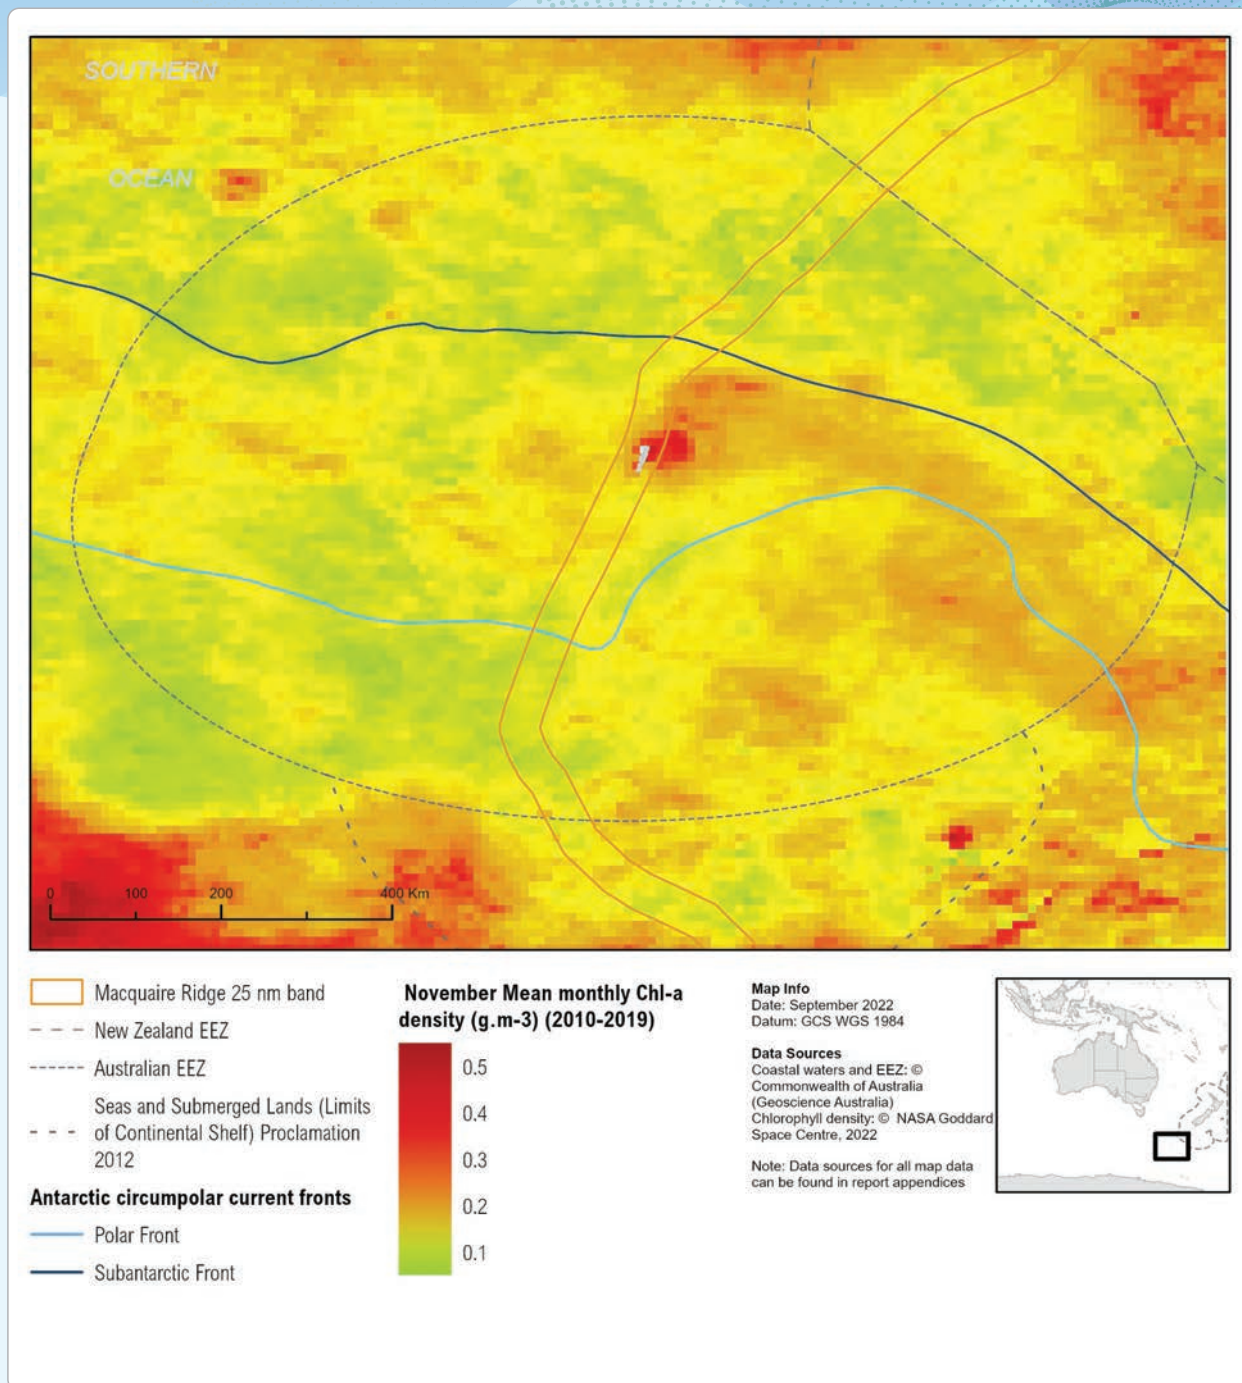 SOUTHERN
OCEAN
0 100 200 400 Km
Macquaire Ridge 25 nm band
New Zealand EEZ
Australian EEZ
Seas and Submerged Lands (Limits
of Continental Shelf) Proclamation
2012
Antarctic circumpolar current fronts
Polar Front
Subantarctic Front
November Mean monthly Chl-a
density (g.m-3) (2010-2019)
0.5
0.4
0.3
0.2
0.1
Map Info
Date: September 2022
Datum: GCS WGS 1984
Data Sources
Coastal waters and EEZ: ©
Commonwealth of Australia
(Geoscience Australia)
Chlorophyll density: © NASA Goddard
Space Centre, 2022
Note: Data sources for all map data
can be found in report appendices